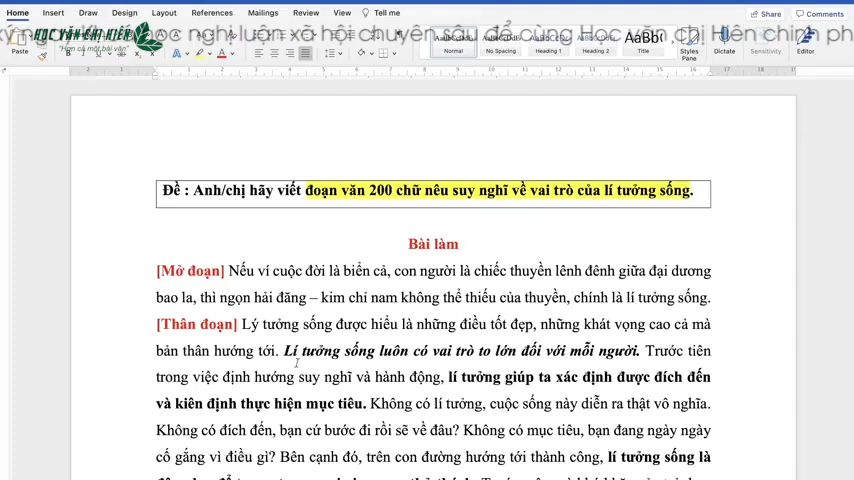 Home Insert Draw Design Layout References Mailings Review View Tell me Share Comments
nghị luận xã hội chuyên sâu để cùng học văn chị Hiên chinh ph
HỌC VĂN CHỊ HIÊN
"Hơn cả một bài văn"
Paste
Normal No Spacing Heading 1 Heading 2 Title Styles Pane Dictate Sensitivity Editor
Đề : Anh/chị hãy viết đoạn văn 200 chữ nêu suy nghĩ về vai trò của lí tưởng sống.
Bài làm
[Mở đoạn] Nếu ví cuộc đời là biển cả, con người là chiếc thuyền lênh đênh giữa đại dương
bao la, thì ngọn hải đăng – kim chỉ nam không thể thiếu của thuyền, chính là lí tưởng sống.
[Thân đoạn] Lý tưởng sống được hiểu là những điều tốt đẹp, những khát vọng cao cả mà
bản thân hướng tới. Lí tưởng sống luôn có vai trò to lớn đối với mỗi người. Trước tiên
trong việc định hướng suy nghĩ và hành động, lí tưởng giúp ta xác định được đích đến
và kiên định thực hiện mục tiêu. Không có lí tưởng, cuộc sống này diễn ra thật vô nghĩa.
Không có đích đến, bạn cứ bước đi rồi sẽ về đâu? Không có mục tiêu, bạn đang ngày ngày
cố gắng vì điều gì? Bên cạnh đó, trên con đường hướng tới thành công, lí tưởng sống là